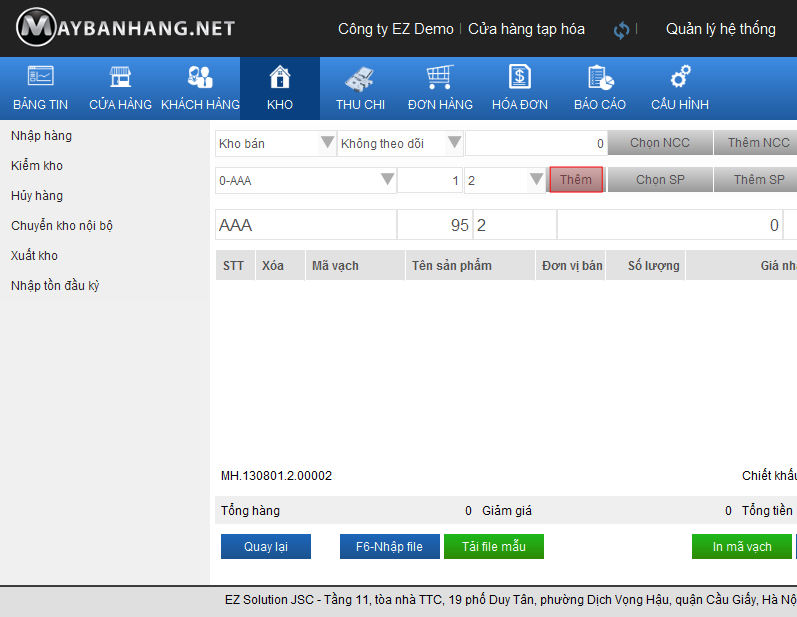 MAYBANHANG.NET Công ty EZ Demo Cửa hàng tạp hóa Quản lý hệ thống
BẢNG TIN CỬA HÀNG KHÁCH HÀNG KHO THU CHI ĐƠN HÀNG HÓA ĐƠN BÁO CÁO CẤU HÌNH
Nhập hàng
Kiểm kho
Hủy hàng
Chuyển kho nội bộ
Xuất kho
Nhập tồn đầu kỳ
Kho bán Không theo dõi 0 Chọn NCC Thêm NCC
0-AAA 1 2 Thêm Chọn SP Thêm SP
AAA 95 2 0
STT Xóa Mã vạch Tên sản phẩm Đơn vị bán Số lượng Giá nh
MH.130801.2.00002 Chiết khấu
Tổng hàng 0 Giảm giá 0 Tổng tiền
Quay lại F6-Nhập file Tải file mẫu In mã vạch
EZ Solution JSC - Tầng 11, tòa nhà TTC, 19 phố Duy Tân, phường Dịch Vọng Hậu, quận Cầu Giấy, Hà Nộ